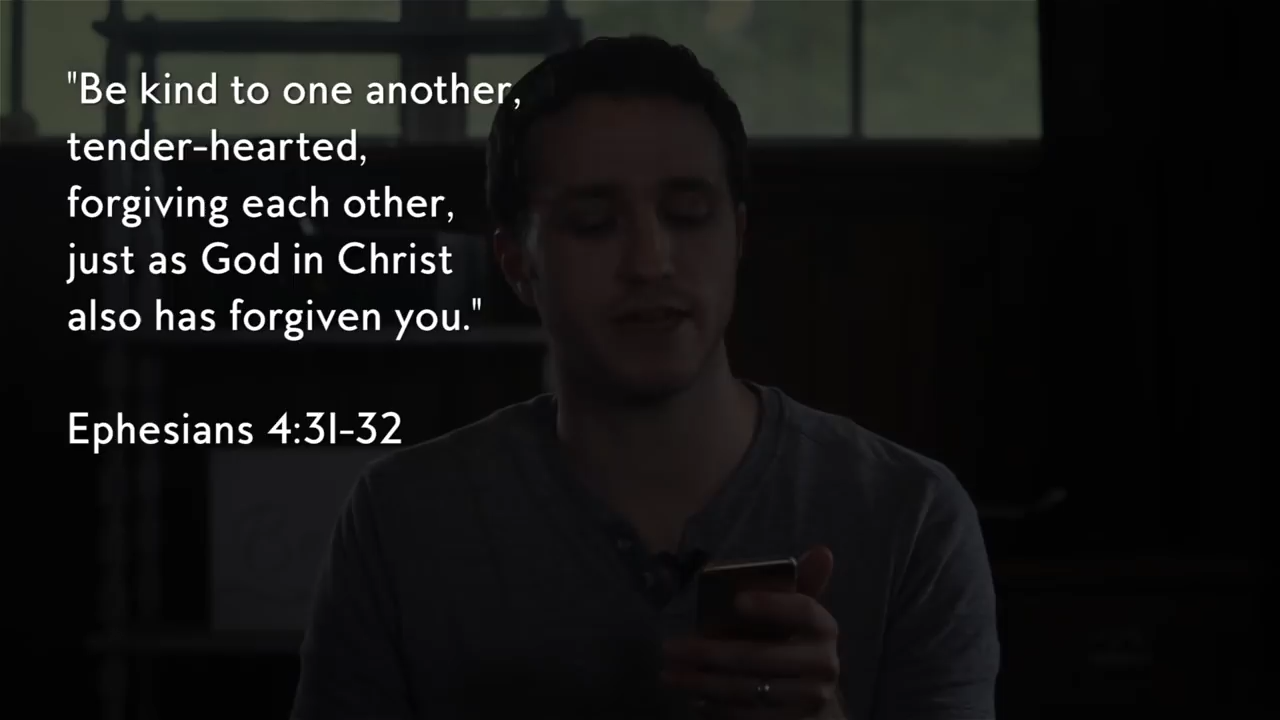 "Be kind to one another,
tender-hearted,
forgiving each other,
just as God in Christ
also has forgiven you."
Ephesians 4:31-32